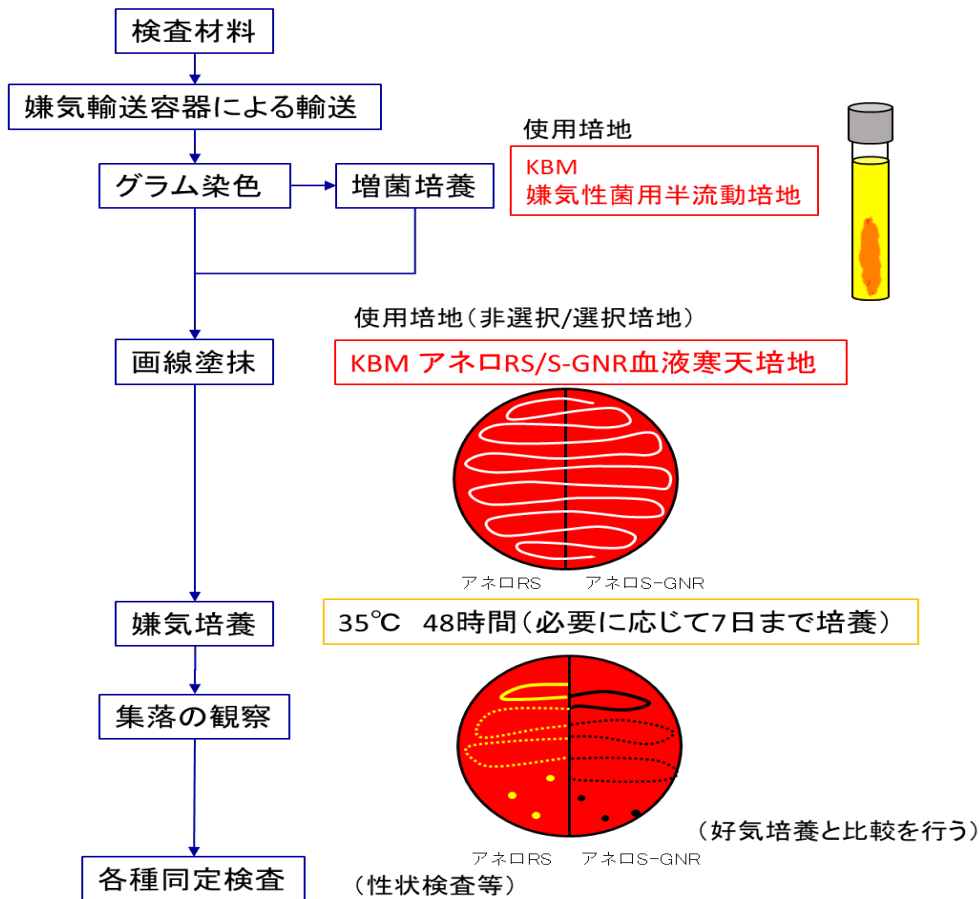 検査材料
嫌気輸送容器による輸送
グラム染色
増菌培養
使用培地
KBM
嫌気性菌用半流動培地
使用培地(非選択/選択培地)
画線塗抹
KBM アネロRS/S-GNR血液寒天培地
アネロRS
アネロS-GNR
嫌気培養
35℃ 48時間(必要に応じて7日まで培養)
集落の観察
(好気培養と比較を行う)
アネロRS
アネロS-GNR
各種同定検査
(性状検査等)